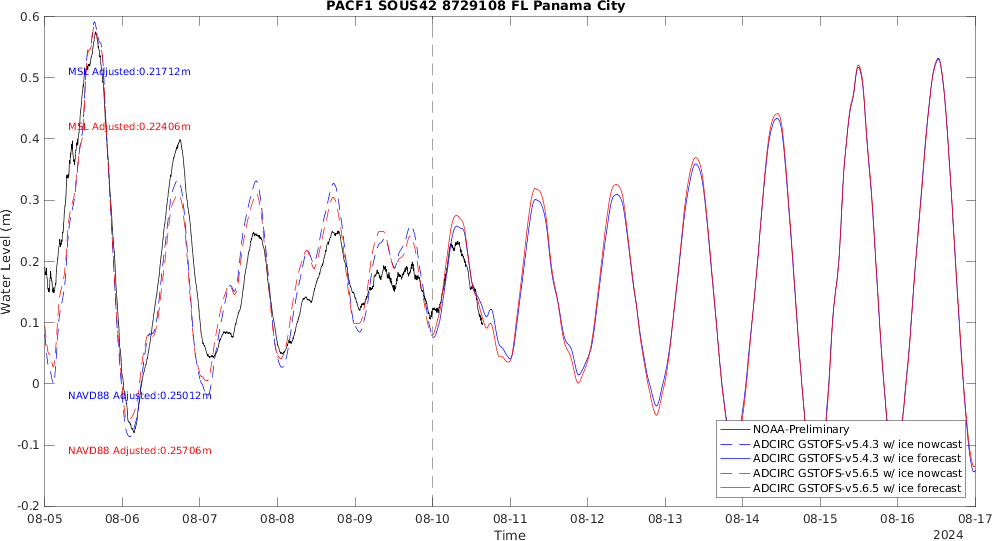 PACF1 SOUS42 8729108 FL Panama City
0.6
0.5
0.4
0.3
0.2
0.1
0
-0.1
-0.2
Water Level (m)
MSL Adjusted:0.21712m
MSL Adjusted:0.22406m
NAVD88 Adjusted:0.25012m
NAVD88 Adjusted:0.25706m
NOAA-Preliminary
ADCIRC GSTOFS-v5.4.3 w/ ice nowcast
ADCIRC GSTOFS-v5.4.3 w/ ice forecast
ADCIRC GSTOFS-v5.6.5 w/ ice nowcast
ADCIRC GSTOFS-v5.6.5 w/ ice forecast
08-05 08-06 08-07 08-08 08-09 08-10 08-11 08-12 08-13 08-14 08-15 08-16 08-17
Time
2024